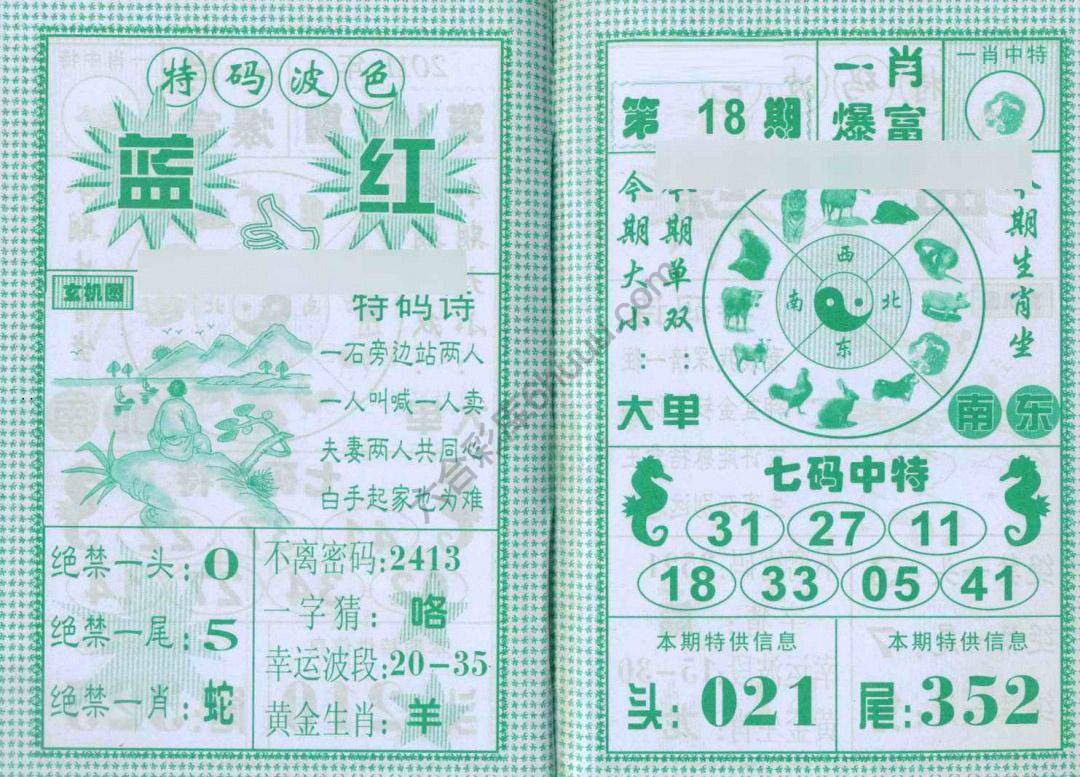 特码波色
蓝 红
玄机图
特码诗
一石旁边站两人
一人叫喊一人卖
夫妻两人共同心
白手起家也为难
绝禁一头:0
绝禁一尾:5
绝禁一肖:蛇
不离密码:2413
一字猜:咯
幸运波段:20-35
黄金生肖:羊
第 18 期
一肖
爆富
一肖中特
今期大小::大
期单双::单
期生肖坐
南东
西
南 北
东
七码中特
31 27 11
18 33 05 41
本期特供信息
头:021
本期特供信息
尾:352